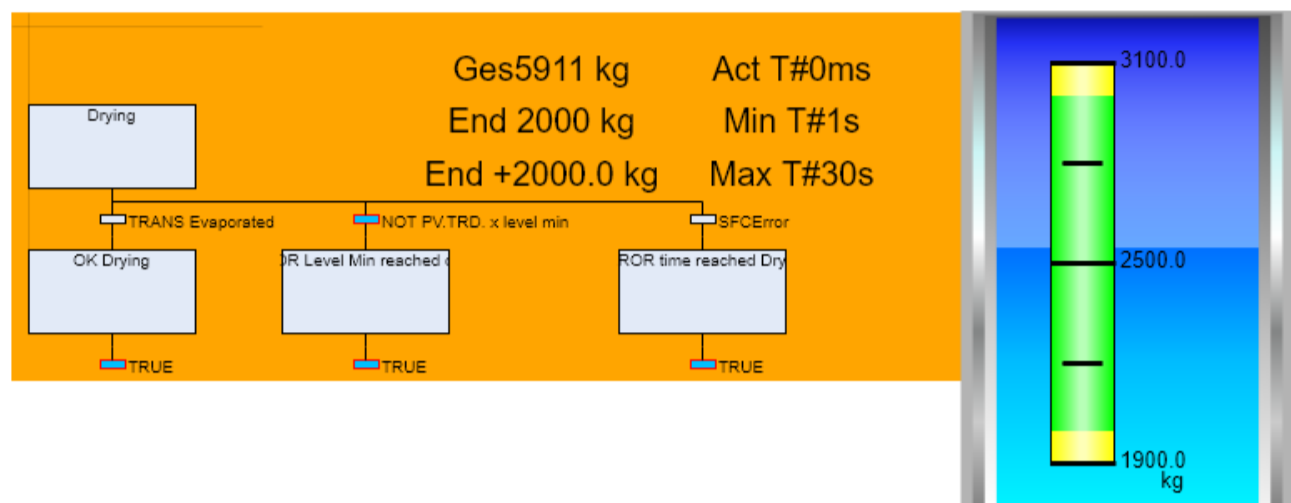 Ges5911 kg Act T#0ms
Drying
End 2000 kg Min T#1s
End +2000.0 kg Max T#30s
TRANS Evaporated NOT PV.TRD. x level min SFCError
OK Drying OR Level Min reached ROR time reached Dry
TRUE TRUE TRUE
3100.0
2500.0
1900.0
kg